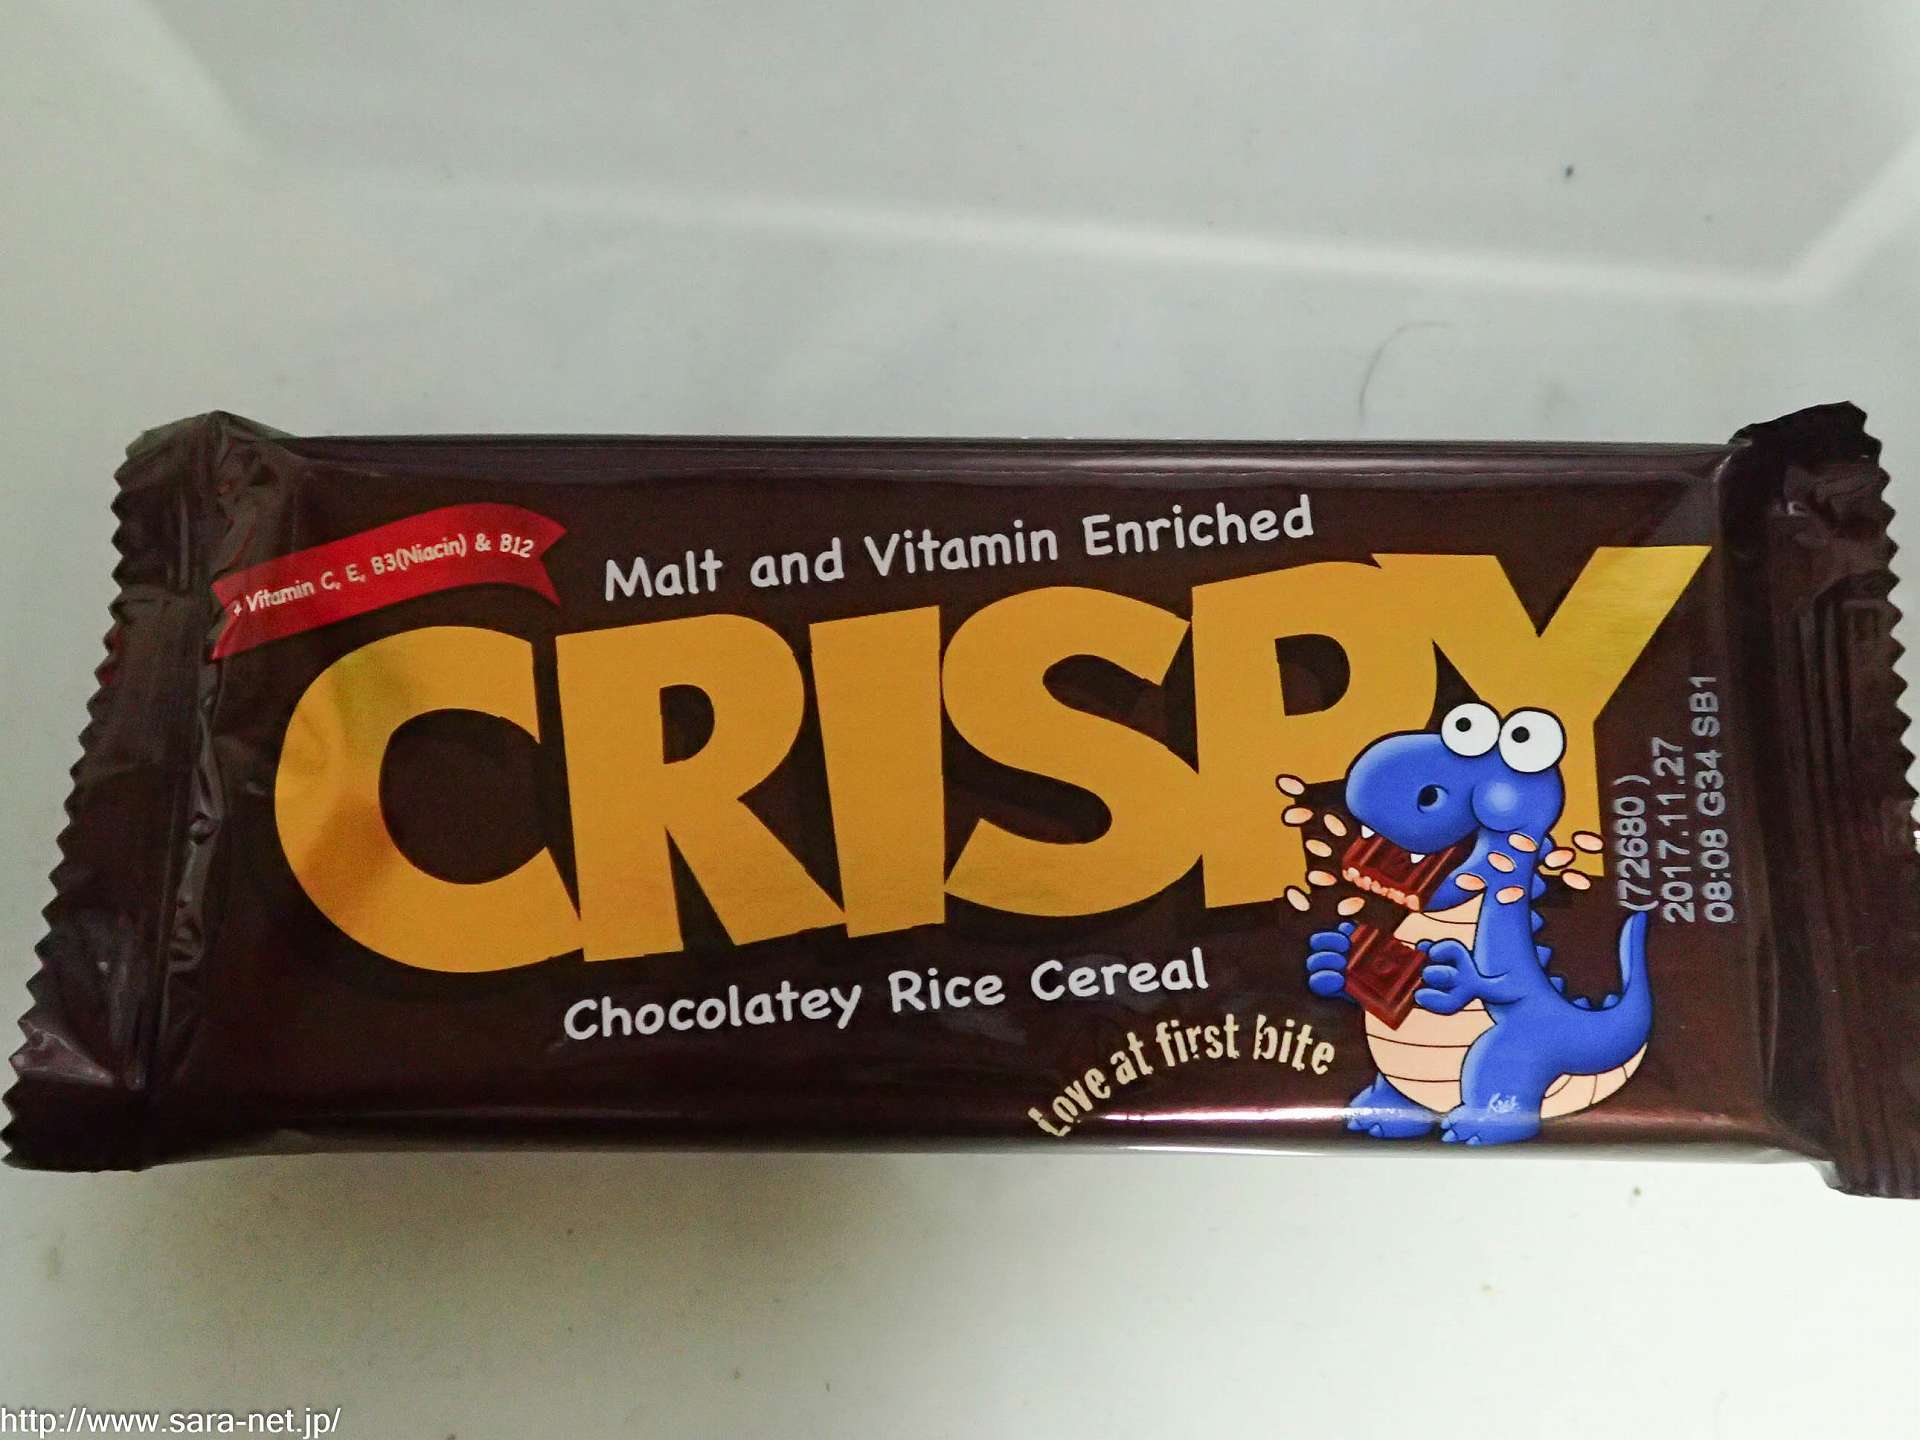 + Vitamin C, E, B3(Niacin) & B12
Malt and Vitamin Enriched
CRISPY
Chocolatey Rice Cereal
Love at first bite
(72680)
2017.11.27
08:08 G34 SB1
http://www.sara-net.jp/